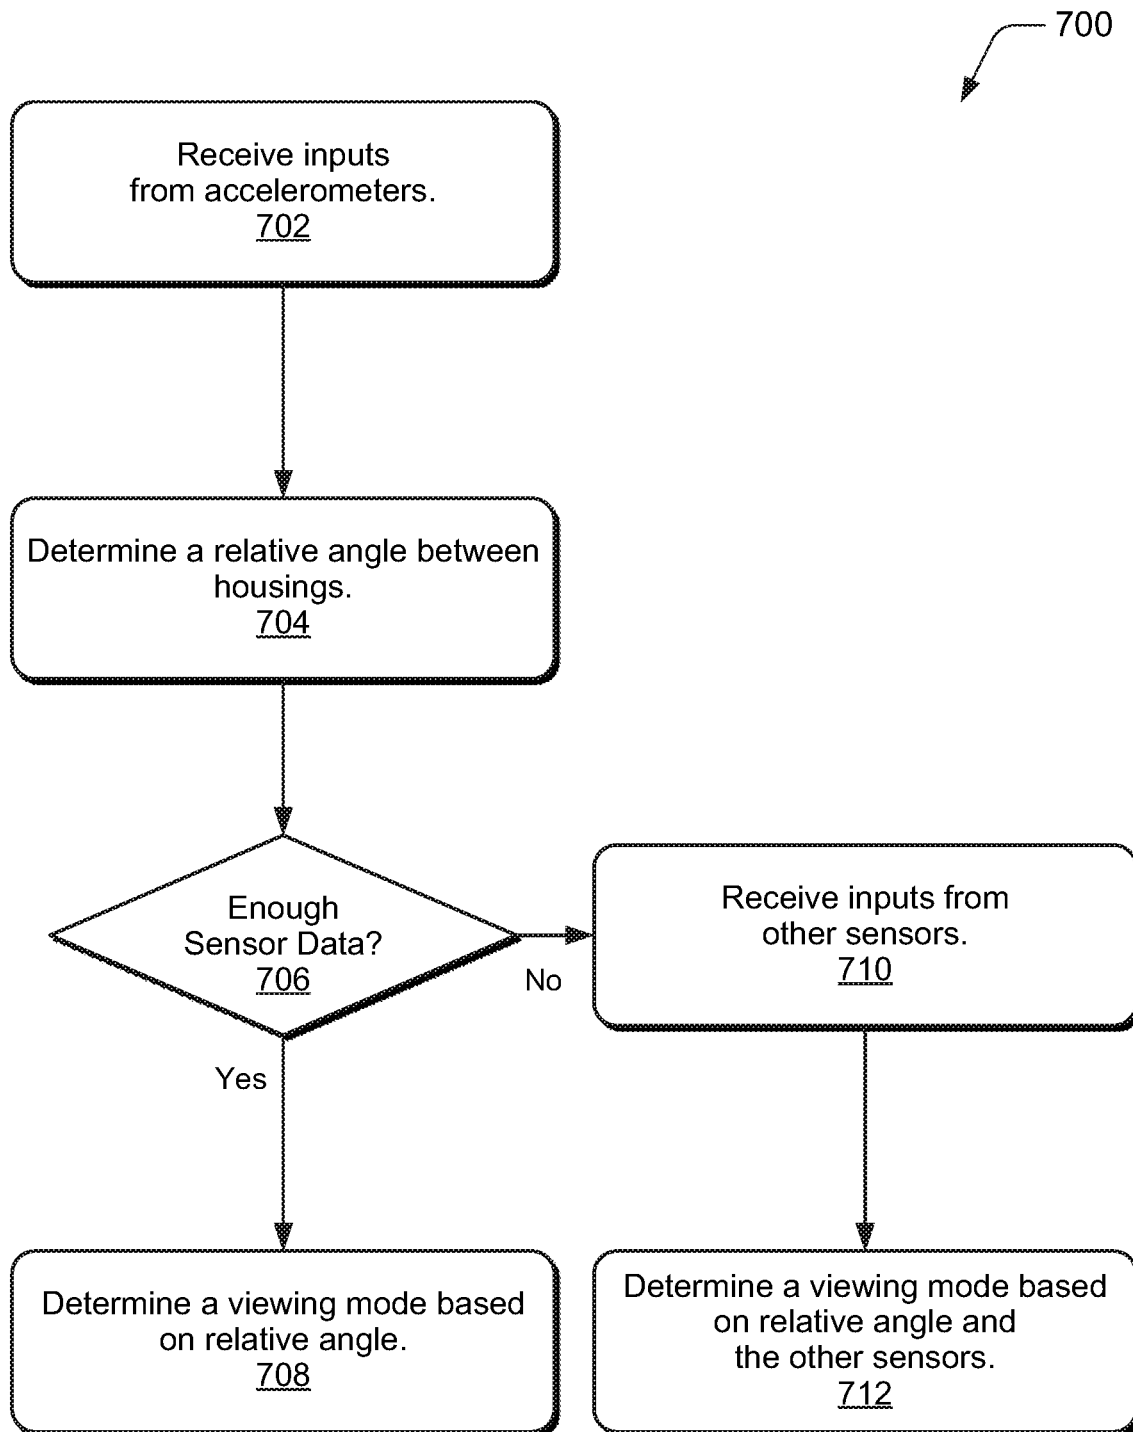 700
Receive inputs
from accelerometers.
702
Determine a relative angle between
housings.
704
Enough
Sensor Data?
706
No
Receive inputs from
other sensors.
710
Yes
Determine a viewing mode based
on relative angle.
708
Determine a viewing mode based
on relative angle and
the other sensors.
712